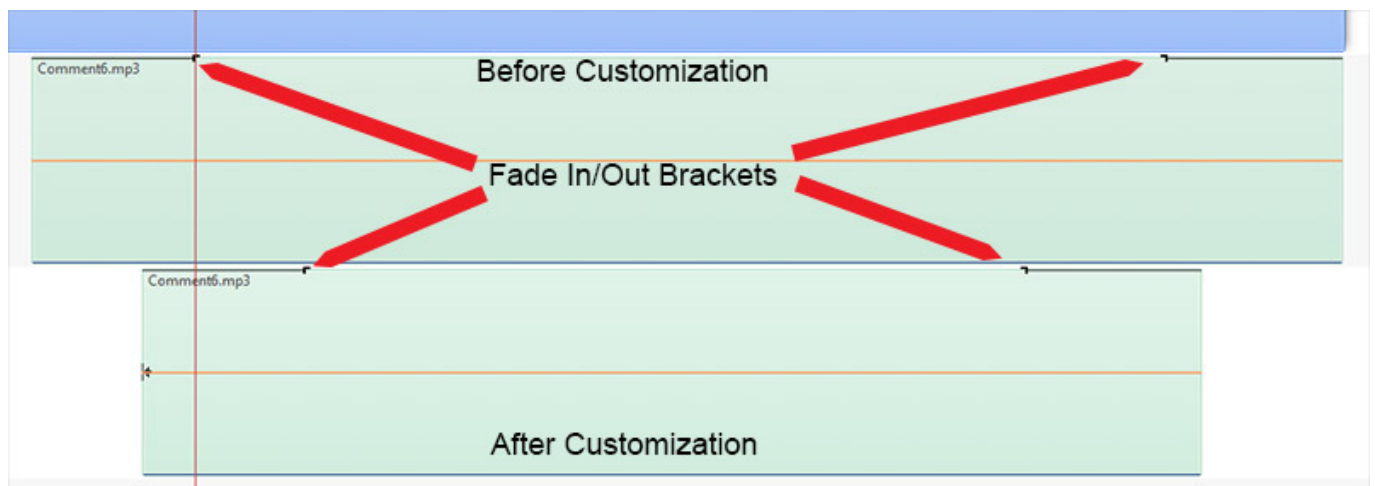 Comment6.mp3
Before Customization
Fade In/Out Brackets
Comment6.mp3
After Customization